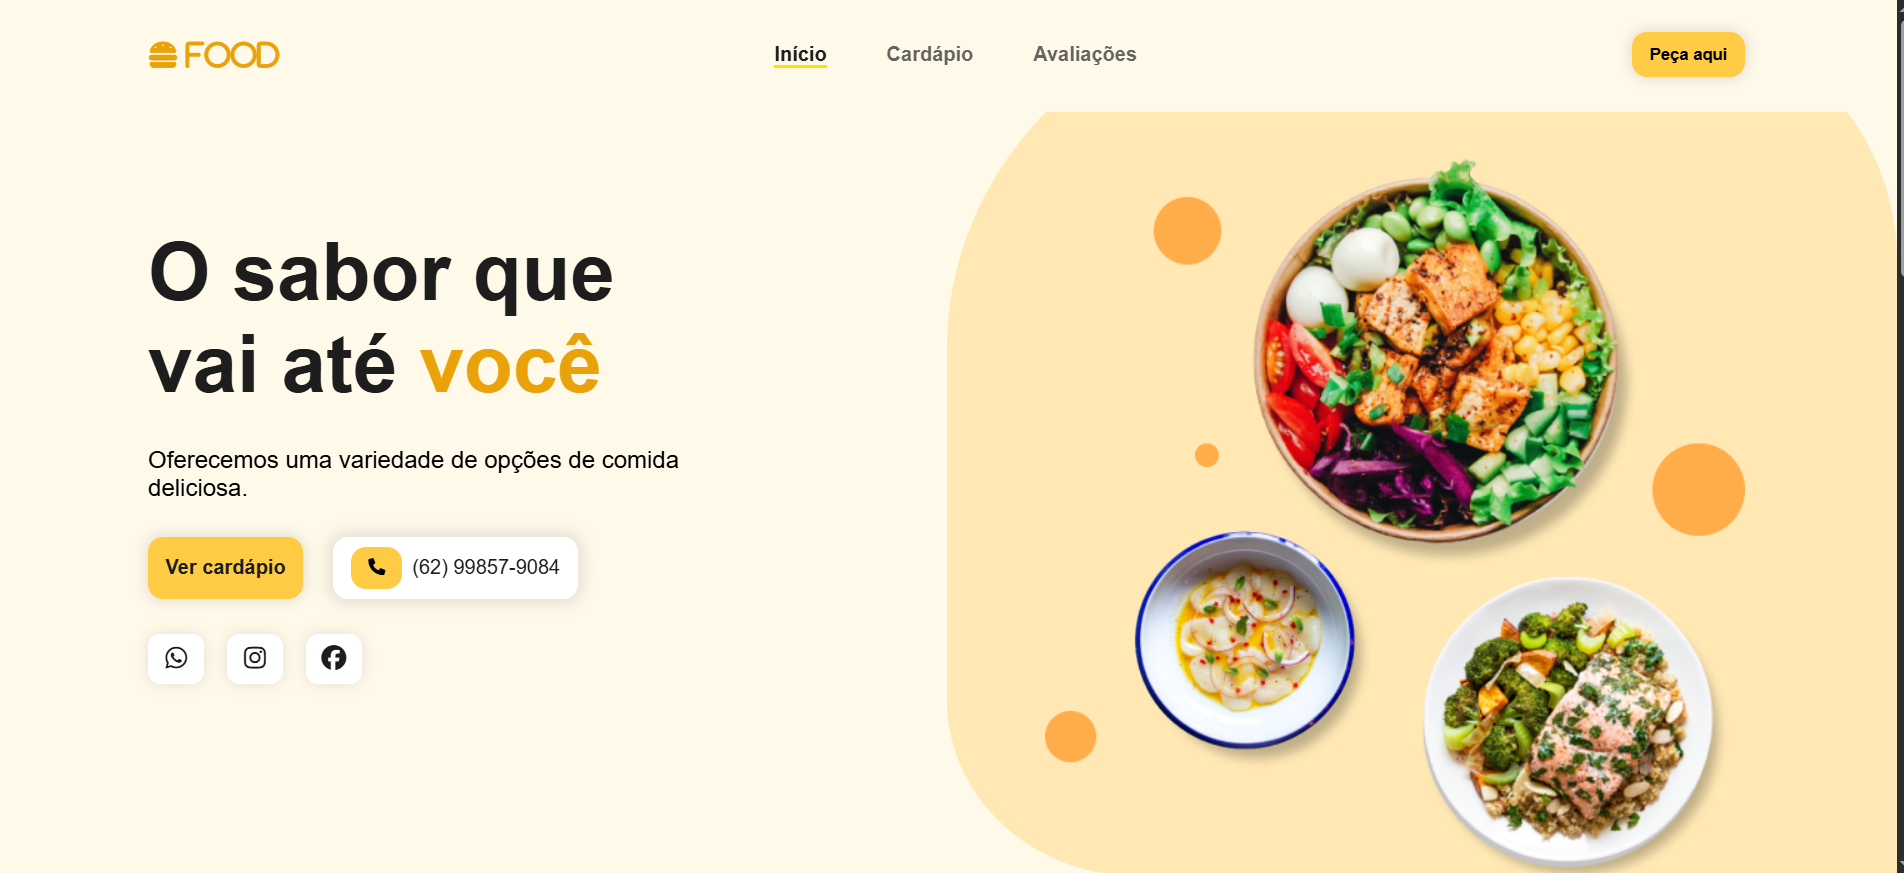 FOOD
Início
Cardápio
Avaliações
Peça aqui
O sabor que
vai até você
Oferecemos uma variedade de opções de comida
deliciosa.
Ver cardápio
(62) 99857-9084